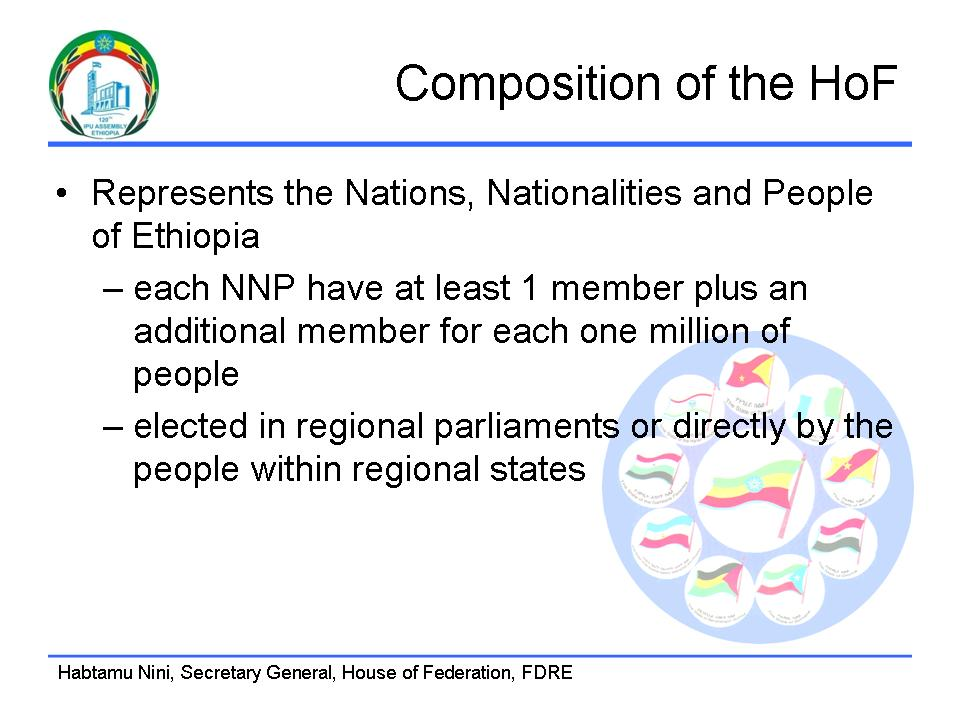 120th
IPU ASSEMBLY
ETHIOPIA
Composition of the HoF
• Represents the Nations, Nationalities and People
of Ethiopia
– each NNP have at least 1 member plus an
additional member for each one million of
people
– elected in regional parliaments or directly by the
people within regional states
Habtamu Nini, Secretary General, House of Federation, FDRE